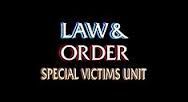 LAW &
ORDER
SPECIAL VICTIMS UNIT